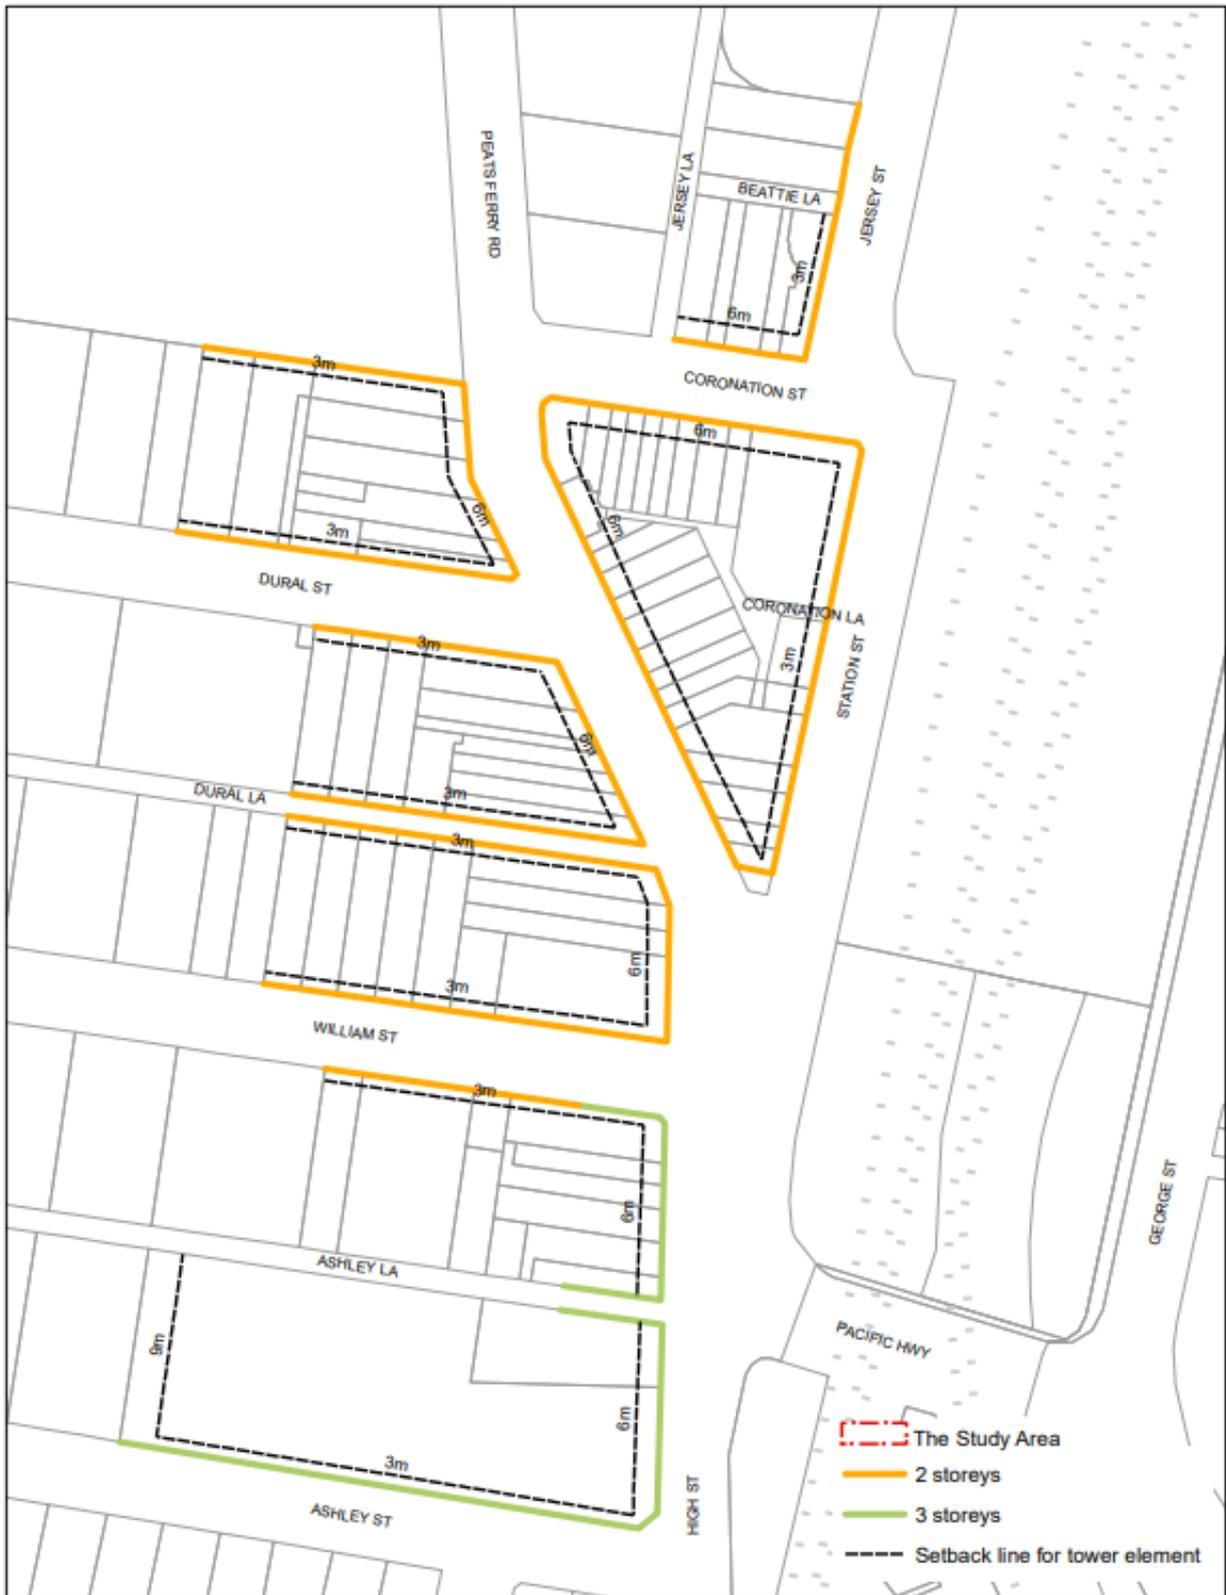 PEATS FERRY RD
JERSEY LA
BEATTIE LA
JERSEY ST
3m
6m
CORONATION ST
3m
6m
6m
3m
6m
DURAL ST
CORONATION LA
3m
STATION ST
3m
6m
3m
DURAL LA
3m
6m
3m
WILLIAM ST
3m
6m
GEORGE ST
ASHLEY LA
9m
PACIFIC HWY
6m
3m
HIGH ST
ASHLEY ST
The Study Area
2 storeys
3 storeys
Setback line for tower element